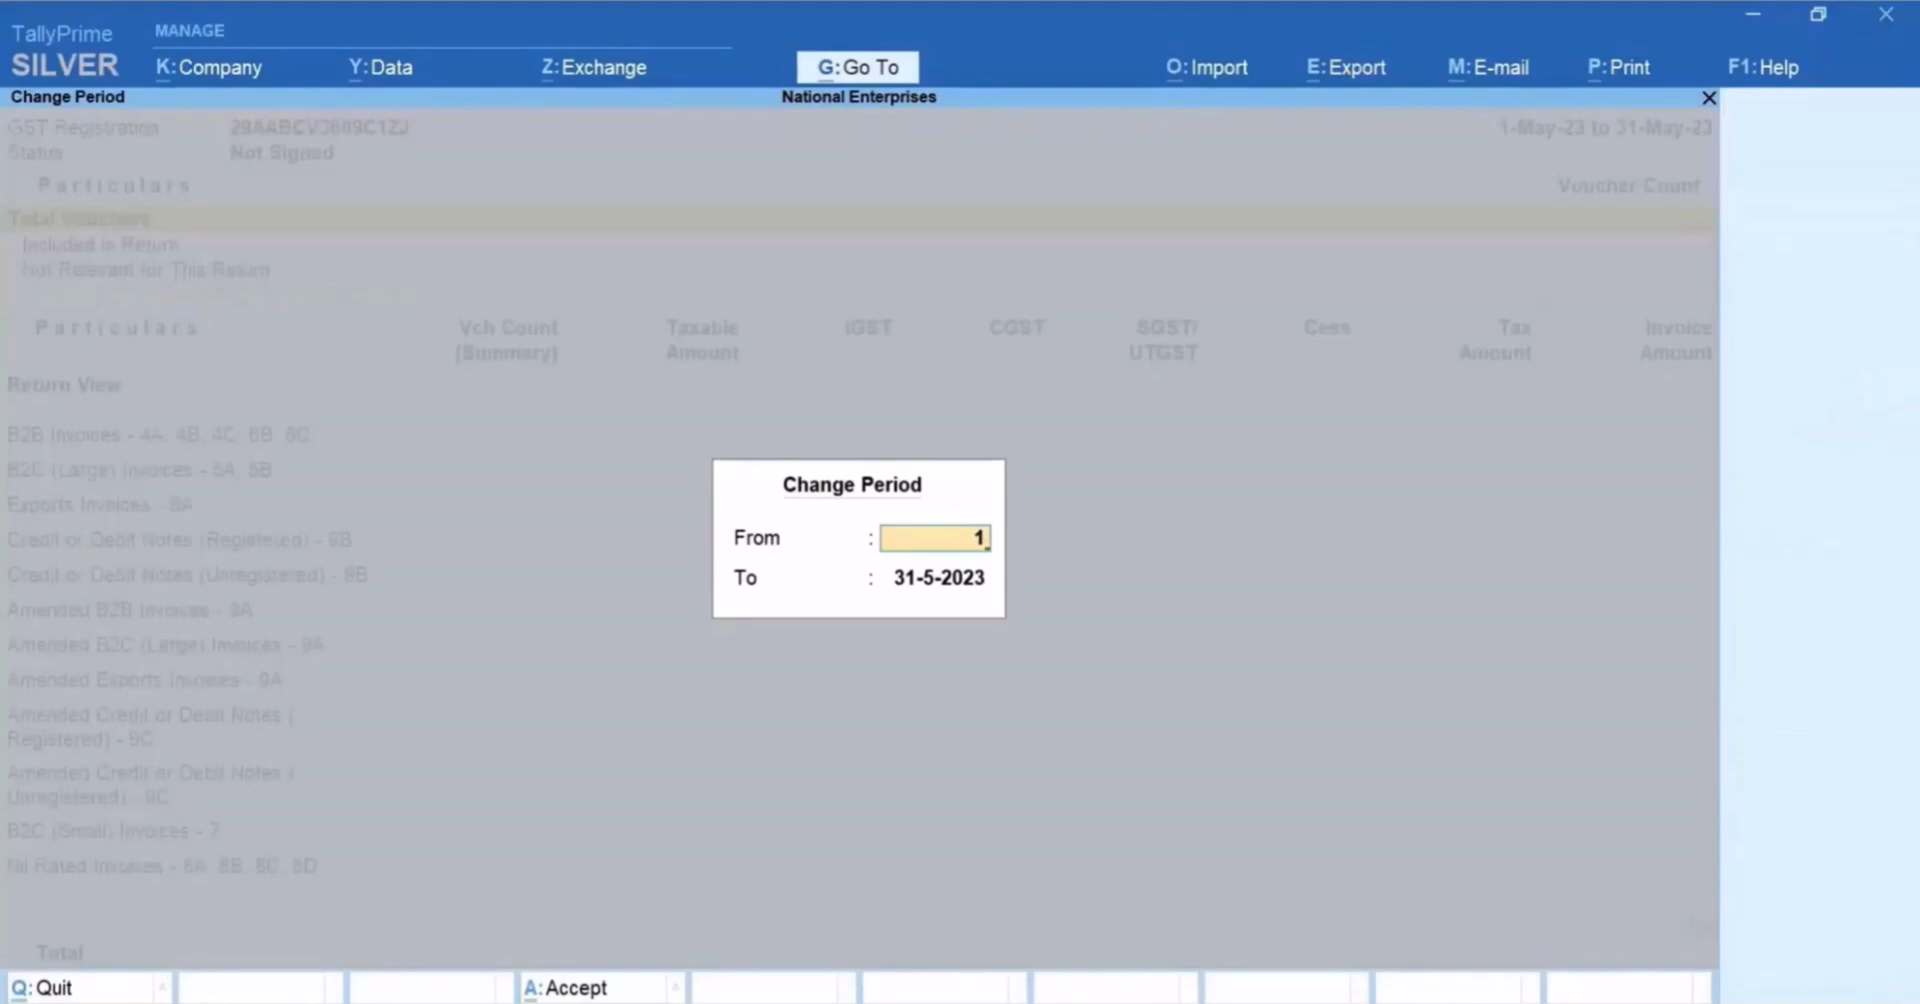 TallyPrime
MANAGE
SILVER
K:Company
Y:Data
Z:Exchange
G:Go To
O:Import
E:Export
M:E-mail
P:Print
F1:Help
Change Period
National Enterprises
GST Registration
1-May-23 to 31-May-23
Status
Not Signed
Particulars
Voucher Count
Total Vouchers
Included in Return
Not Relevant for This Return
Particulars
Vch Count
(Summary)
Taxable
Amount
IGST
CGST
SGST/
UTGST
Cess
Tax
Amount
Invoice
Amount
Return View
B2B Invoices - 4A, 4B, 4C, 6B, 6C
B2C (Large) Invoices - 5A, 5B
Exports Invoices - 6A
Credit or Debit Notes (Registered) - 9B
Credit or Debit Notes (Unregistered) - 9B
Amended B2B Invoices - 9A
Amended B2C (Large) Invoices - 9A
Amended Exports Invoices - 9A
Amended Credit or Debit Notes (
Registered) - 9C
Amended Credit or Debit Notes (
Unregistered) - 9C
B2C (Small) Invoices - 7
Nil Rated Invoices - 8A, 8B, 8C, 8D
Total
Change Period
From : 1
To : 31-5-2023
Q:Quit
A:Accept